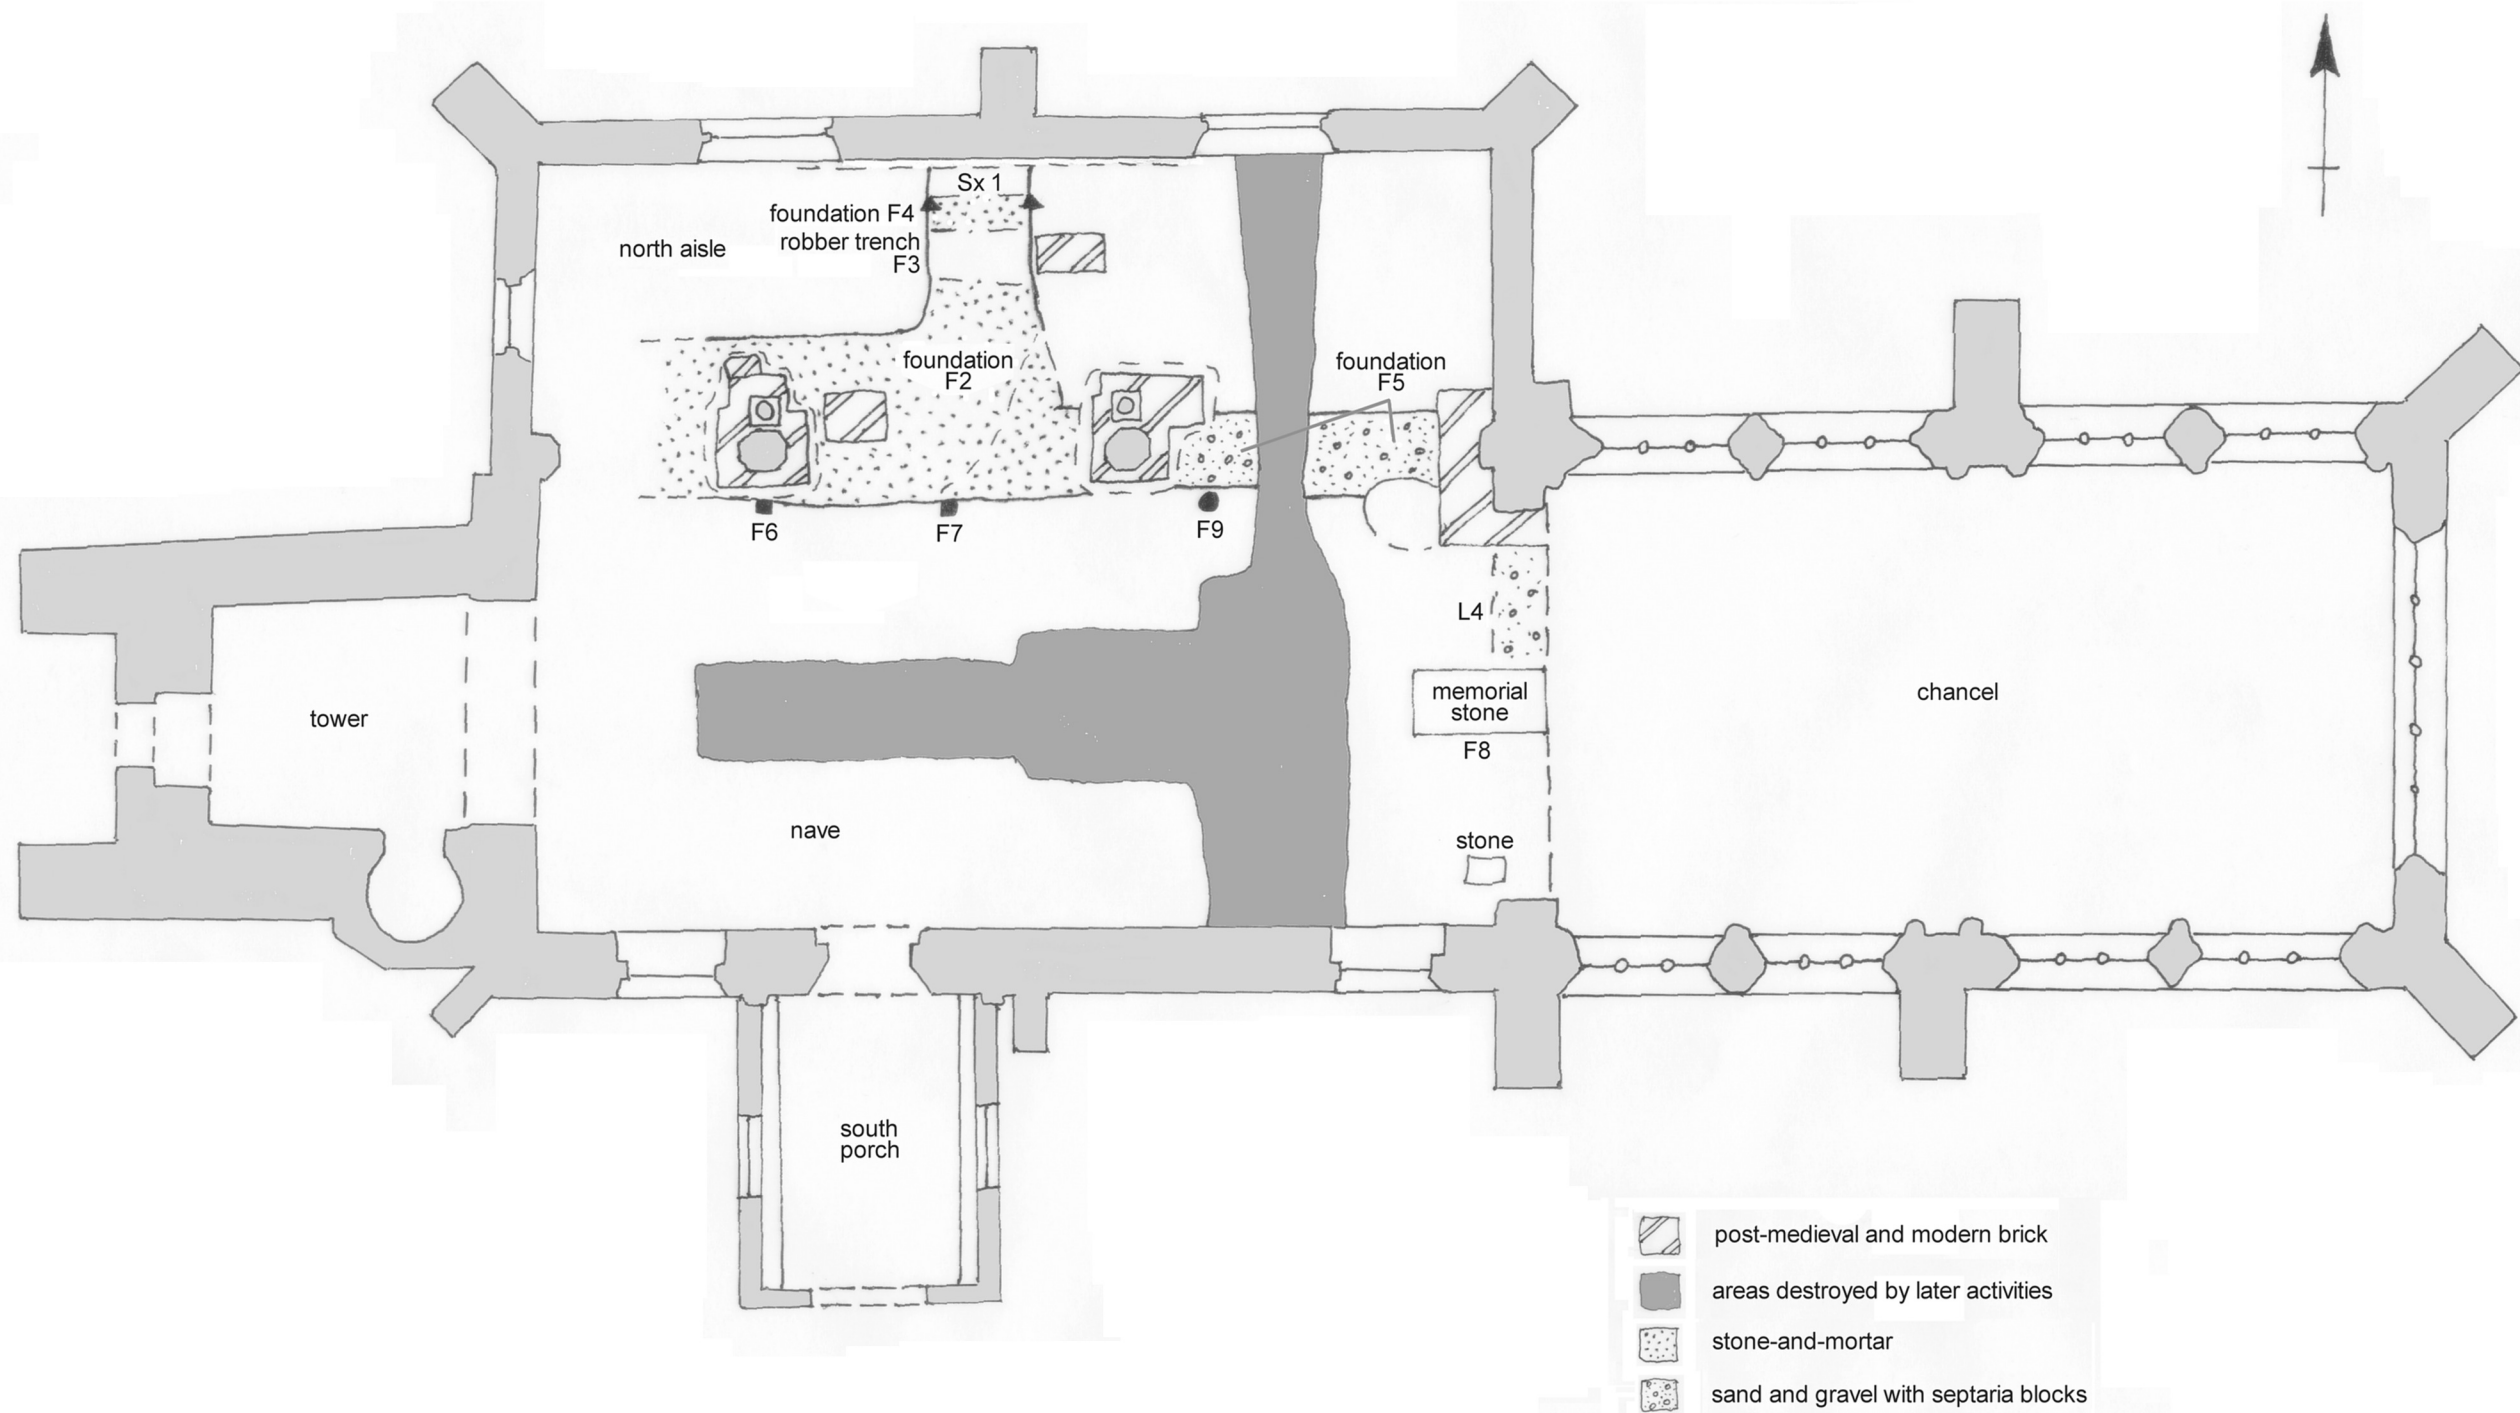 Sx 1
foundation F4
robber trench
F3
north aisle
foundation
F2
foundation
F5
F6
F7
F9
L4
memorial
stone
F8
chancel
tower
nave
stone
south
porch
post-medieval and modern brick
areas destroyed by later activities
stone-and-mortar
sand and gravel with septaria blocks